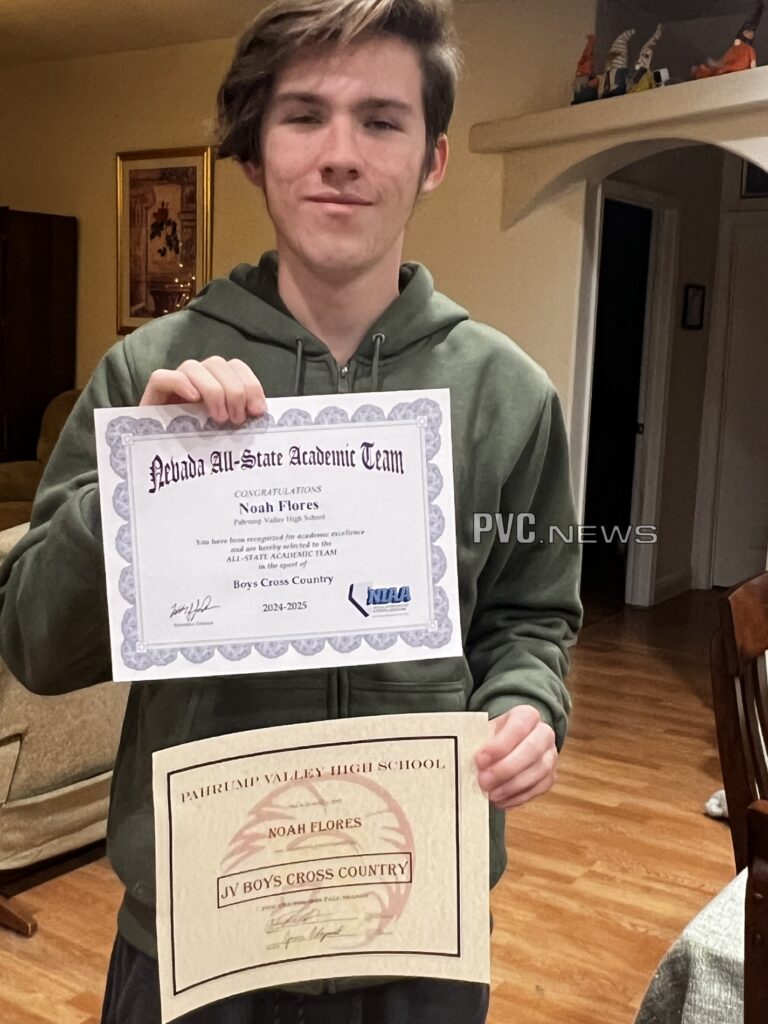 Nevada All-State Academic Team
CONGRATULATIONS
Noah Flores
Pahrump Valley High School
You have been recognized for academic excellence
and are hereby selected to the
ALL-STATE ACADEMIC TEAM
in the sport of
Boys Cross Country
2024-2025
NIAA
PVC.NEWS
PAHRUMP VALLEY HIGH SCHOOL
NOAH FLORES
JV BOYS CROSS COUNTRY
FALL SEASON